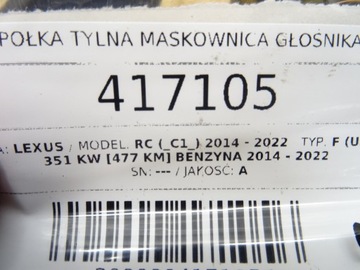 PÓŁKA TYLNA MASKOWNICA GŁOŚNIKA
417105
LEXUS / MODEL. RC (_C1_) 2014 - 2022 TYP. F (U
351 KW [477 KM] BENZYNA 2014 - 2022
SN: --- / JAKOŚĆ: A